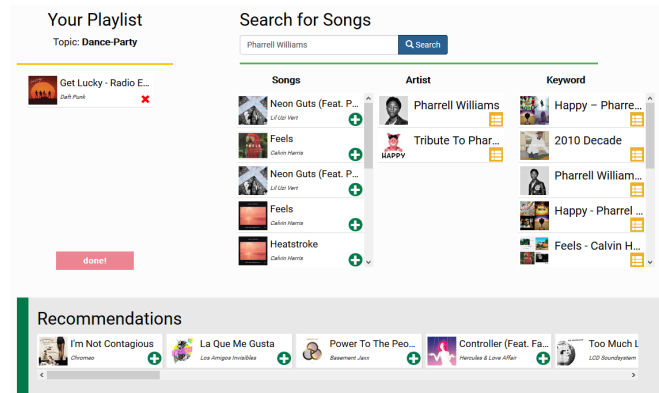 Your Playlist
Topic: Dance-Party
Get Lucky - Radio E...
Daft Punk
done!
Search for Songs
Pharrell Williams
Search
Songs
Neon Guts (Feat. P...
Lil Uzi Vert
Feels
Calvin Harris
Neon Guts (Feat. P...
Lil Uzi Vert
Feels
Calvin Harris
Heatstroke
Calvin Harris
Artist
Pharrell Williams
Tribute To Phar...
HAPPY
Keyword
Happy – Pharre...
2010 Decade
Pharrell William...
Happy - Pharrel ...
Feels - Calvin H...
Recommendations
I'm Not Contagious
Chromeo
La Que Me Gusta
Los Amigos Invisibles
Power To The Peo...
Basement Jaxx
Controller (Feat. Fa...
Hercules & Love Affair
Too Much L
LCD Soundsystem